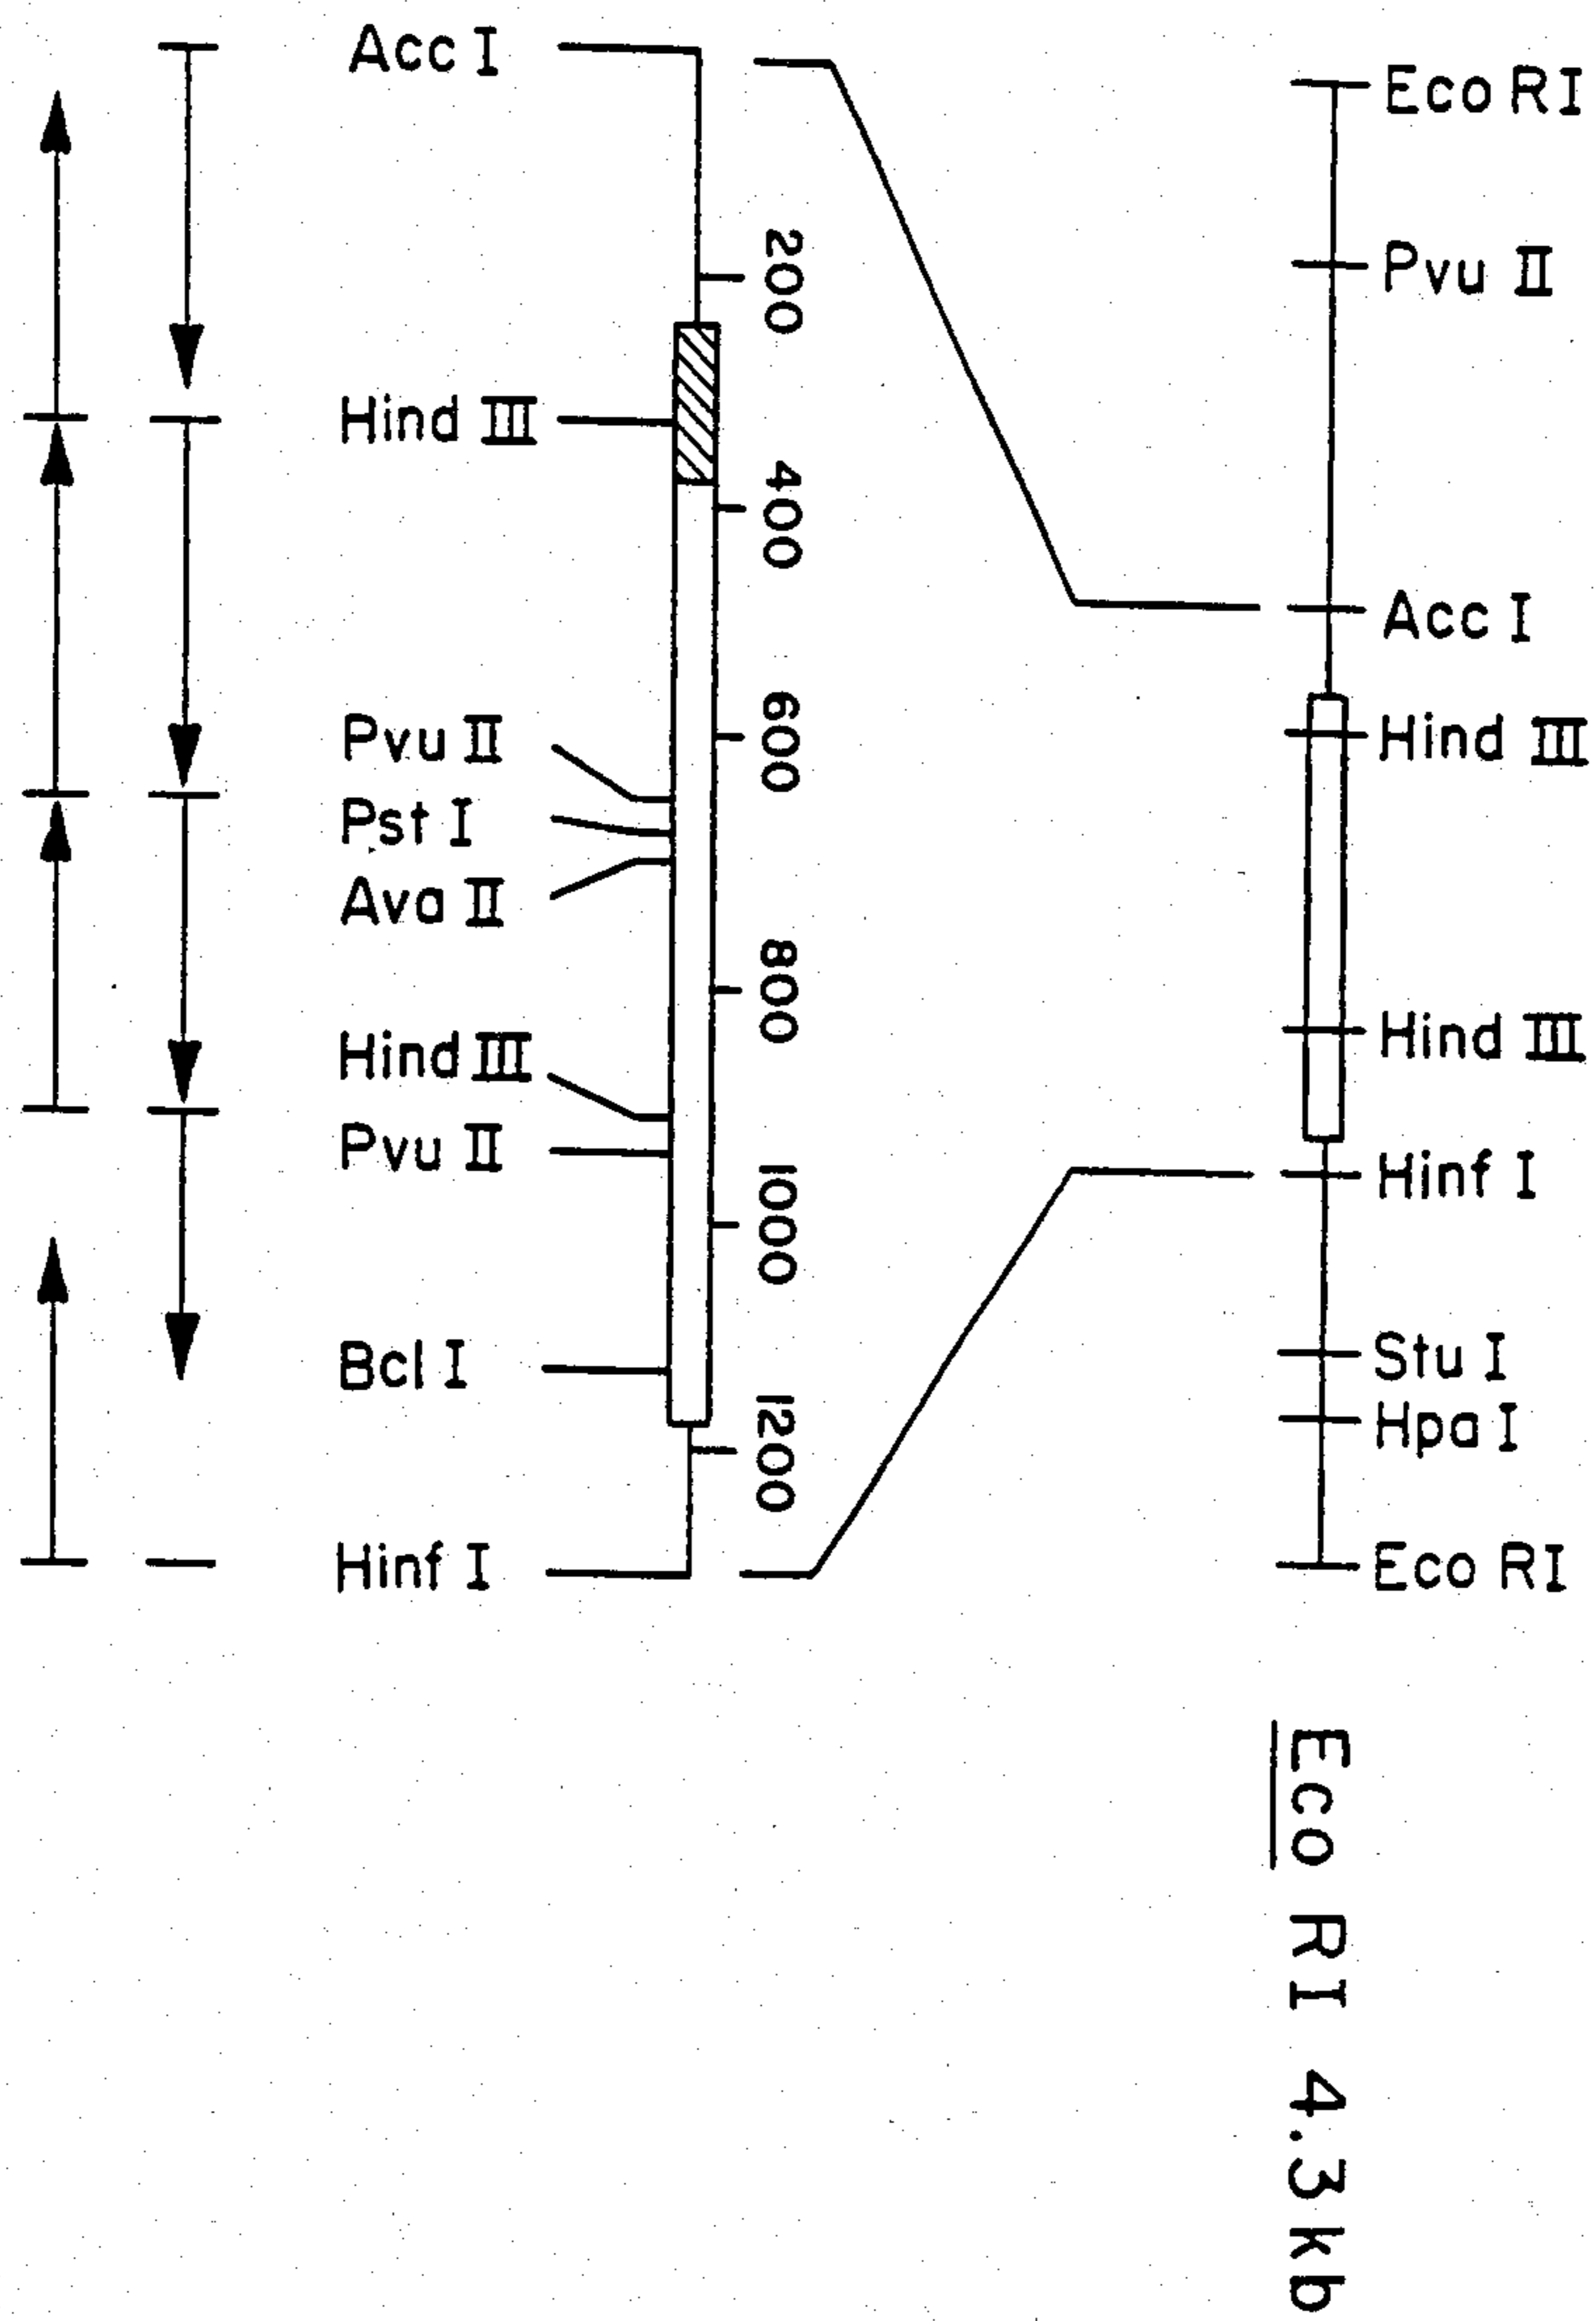 Acc I
Hind III
Pvu II
Pst I
Ava II
Hind III
Pvu II
Bcl I
Hinf I
200
400
600
800
1000
1200
Eco RI
Pvu II
Acc I
Hind III
Hind III
Hinf I
Stu I
Hpa I
Eco RI
Eco RI 4.3 kb